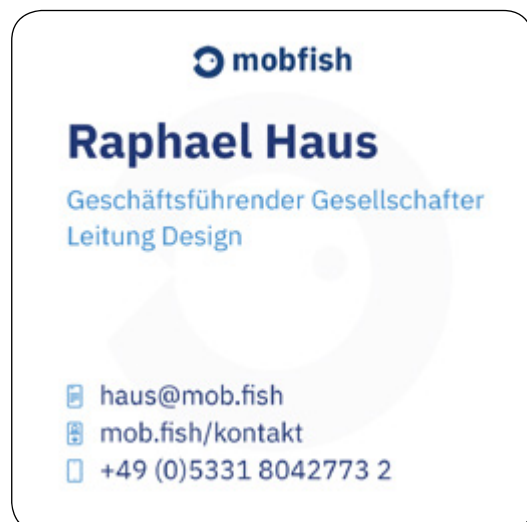 mobfish
Raphael Haus
Geschäftsführender Gesellschafter
Leitung Design
haus@mob.fish
mob.fish/kontakt
+49 (0)5331 8042773 2